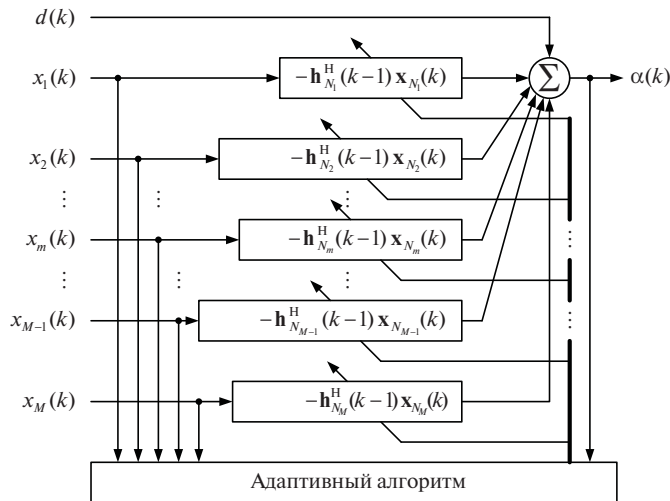 d(k)
x₁(k) −h_{N₁}^H(k−1) x_{N₁}(k) Σ α(k)
x₂(k) −h_{N₂}^H(k−1) x_{N₂}(k)
⋮ ⋮ ⋮
x_m(k) −h_{N_m}^H(k−1) x_{N_m}(k) ⋮
⋮ ⋮ ⋮
x_{M−1}(k) −h_{N_{M−1}}^H(k−1) x_{N_{M−1}}(k) ⋮
x_M(k) −h_{N_M}^H(k−1) x_{N_M}(k)
Адаптивный алгоритм